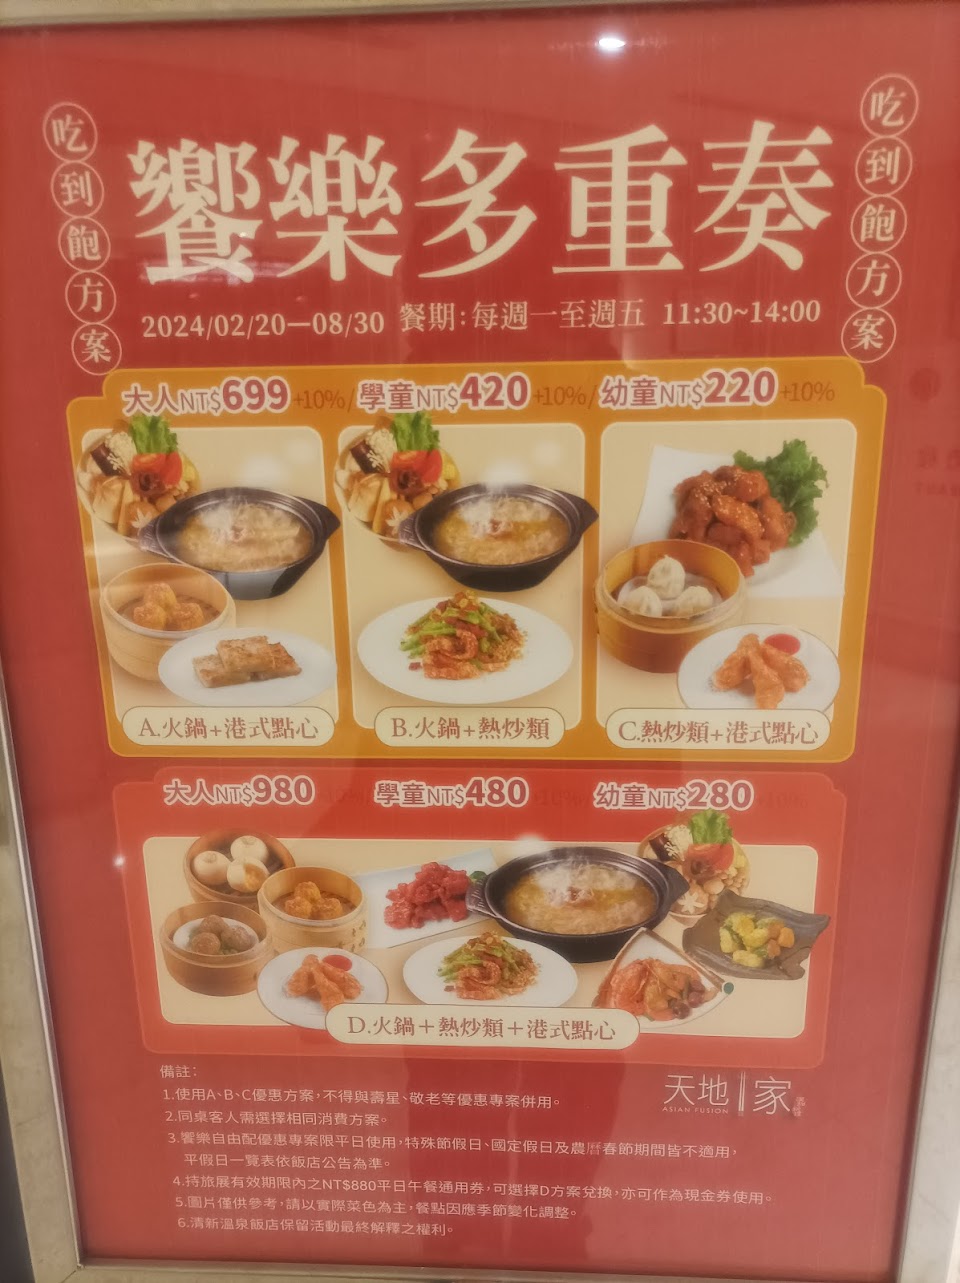 吃到飽方案
饗樂多重奏
吃到飽方案
2024/02/20－08/30 餐期:每週一至週五 11:30~14:00
大人NT$699+10%/學童NT$420+10%/幼童NT$220+10%
A.火鍋+港式點心
B.火鍋+熱炒類
C.熱炒類+港式點心
大人NT$980 學童NT$480 幼童NT$280
D.火鍋＋熱炒類＋港式點心
天地一家
ASIAN FUSION
備註:
1.使用A、B、C優惠方案,不得與壽星、敬老等優惠專案併用。
2.同桌客人需選擇相同消費方案。
3.饗樂自由配優惠專案限平日使用,特殊節假日、國定假日及農曆春節期間皆不適用,
平假日一覽表依飯店公告為準。
4.持旅展有效期限內之NT$880平日午餐通用券,可選擇D方案兌換,亦可作為現金券使用。
5.圖片僅供參考,請以實際菜色為主,餐點因應季節變化調整。
6.清新溫泉飯店保留活動最終解釋之權利。